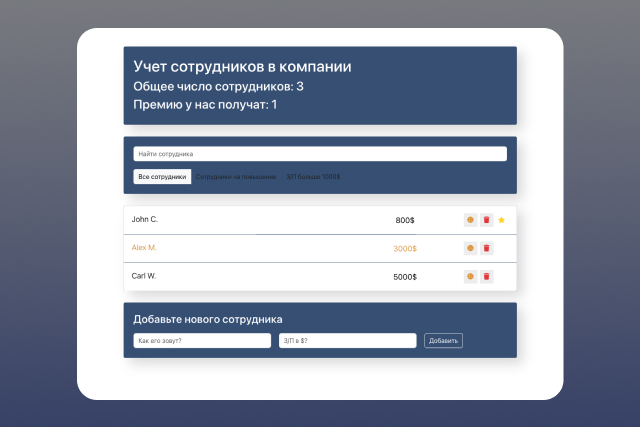 Учет сотрудников в компании
Общее число сотрудников: 3
Премию у нас получат: 1
Найти сотрудника
Все сотрудники Сотрудники на повышение З/П больше 1000$
John C. 800$
Alex M. 3000$
Carl W. 5000$
Добавьте нового сотрудника
Как его зовут? З/П в $? Добавить